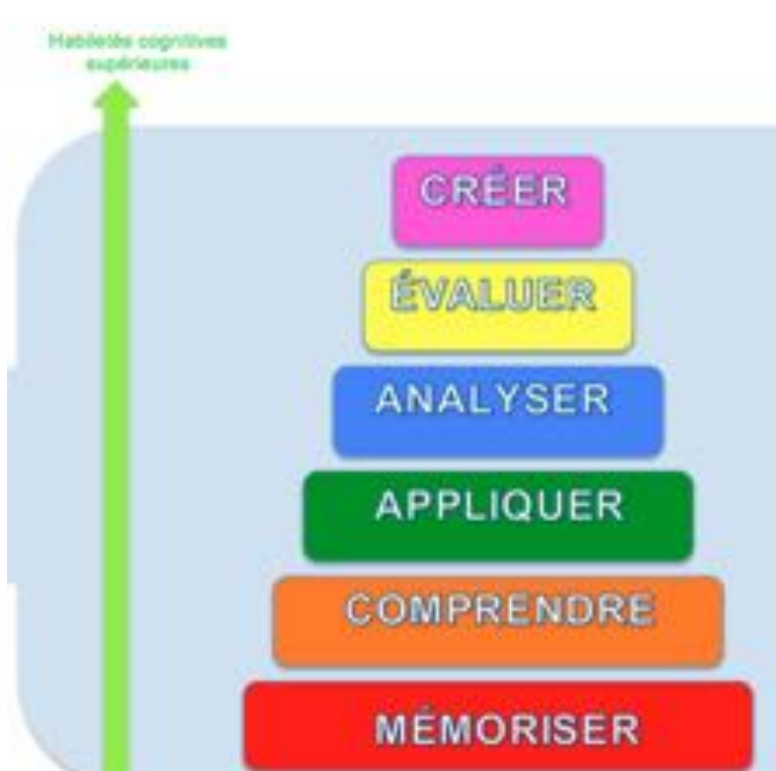 Habiletés cognitives
supérieures
CRÉER
ÉVALUER
ANALYSER
APPLIQUER
COMPRENDRE
MÉMORISER